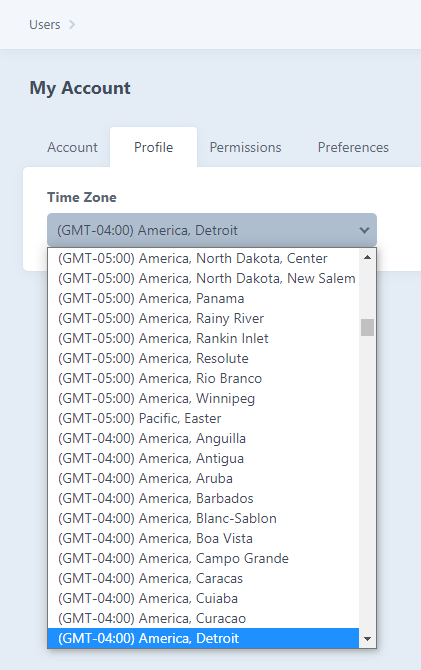 Users
My Account
Account Profile Permissions Preferences
Time Zone
(GMT-04:00) America, Detroit
(GMT-05:00) America, North Dakota, Center
(GMT-05:00) America, North Dakota, New Salem
(GMT-05:00) America, Panama
(GMT-05:00) America, Rainy River
(GMT-05:00) America, Rankin Inlet
(GMT-05:00) America, Resolute
(GMT-05:00) America, Rio Branco
(GMT-05:00) America, Winnipeg
(GMT-05:00) Pacific, Easter
(GMT-04:00) America, Anguilla
(GMT-04:00) America, Antigua
(GMT-04:00) America, Aruba
(GMT-04:00) America, Barbados
(GMT-04:00) America, Blanc-Sablon
(GMT-04:00) America, Boa Vista
(GMT-04:00) America, Campo Grande
(GMT-04:00) America, Caracas
(GMT-04:00) America, Cuiaba
(GMT-04:00) America, Curacao
(GMT-04:00) America, Detroit